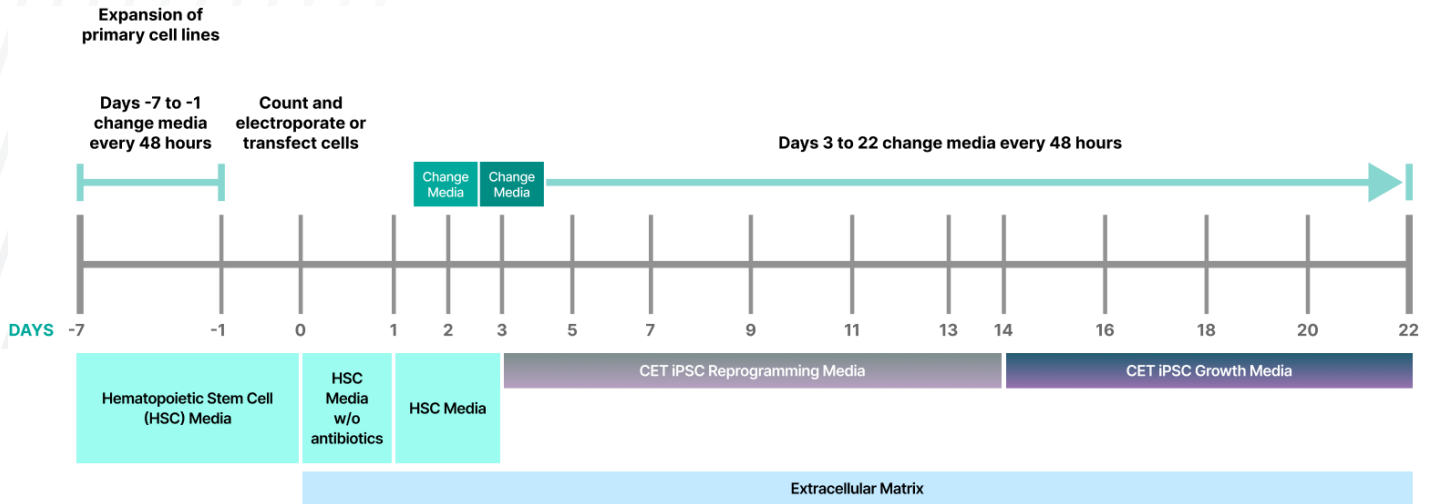 Expansion of
primary cell lines
Days -7 to -1
change media
every 48 hours
Count and
electroporate or
transfect cells
Days 3 to 22 change media every 48 hours
Change
Media
Change
Media
DAYS -7 -1 0 1 2 3 5 7 9 11 13 14 16 18 20 22
Hematopoietic Stem Cell
(HSC) Media
HSC
Media
w/o
antibiotics
HSC Media
CET iPSC Reprogramming Media
CET iPSC Growth Media
Extracellular Matrix